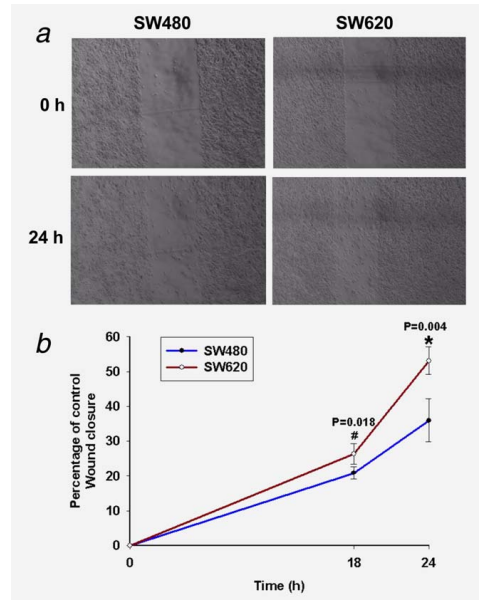 a
SW480
SW620
0 h
24 h
b
Percentage of control
Wound closure
60
50
40
30
20
10
0
SW480
SW620
P=0.018
#
P=0.004
*
0
18
24
Time (h)